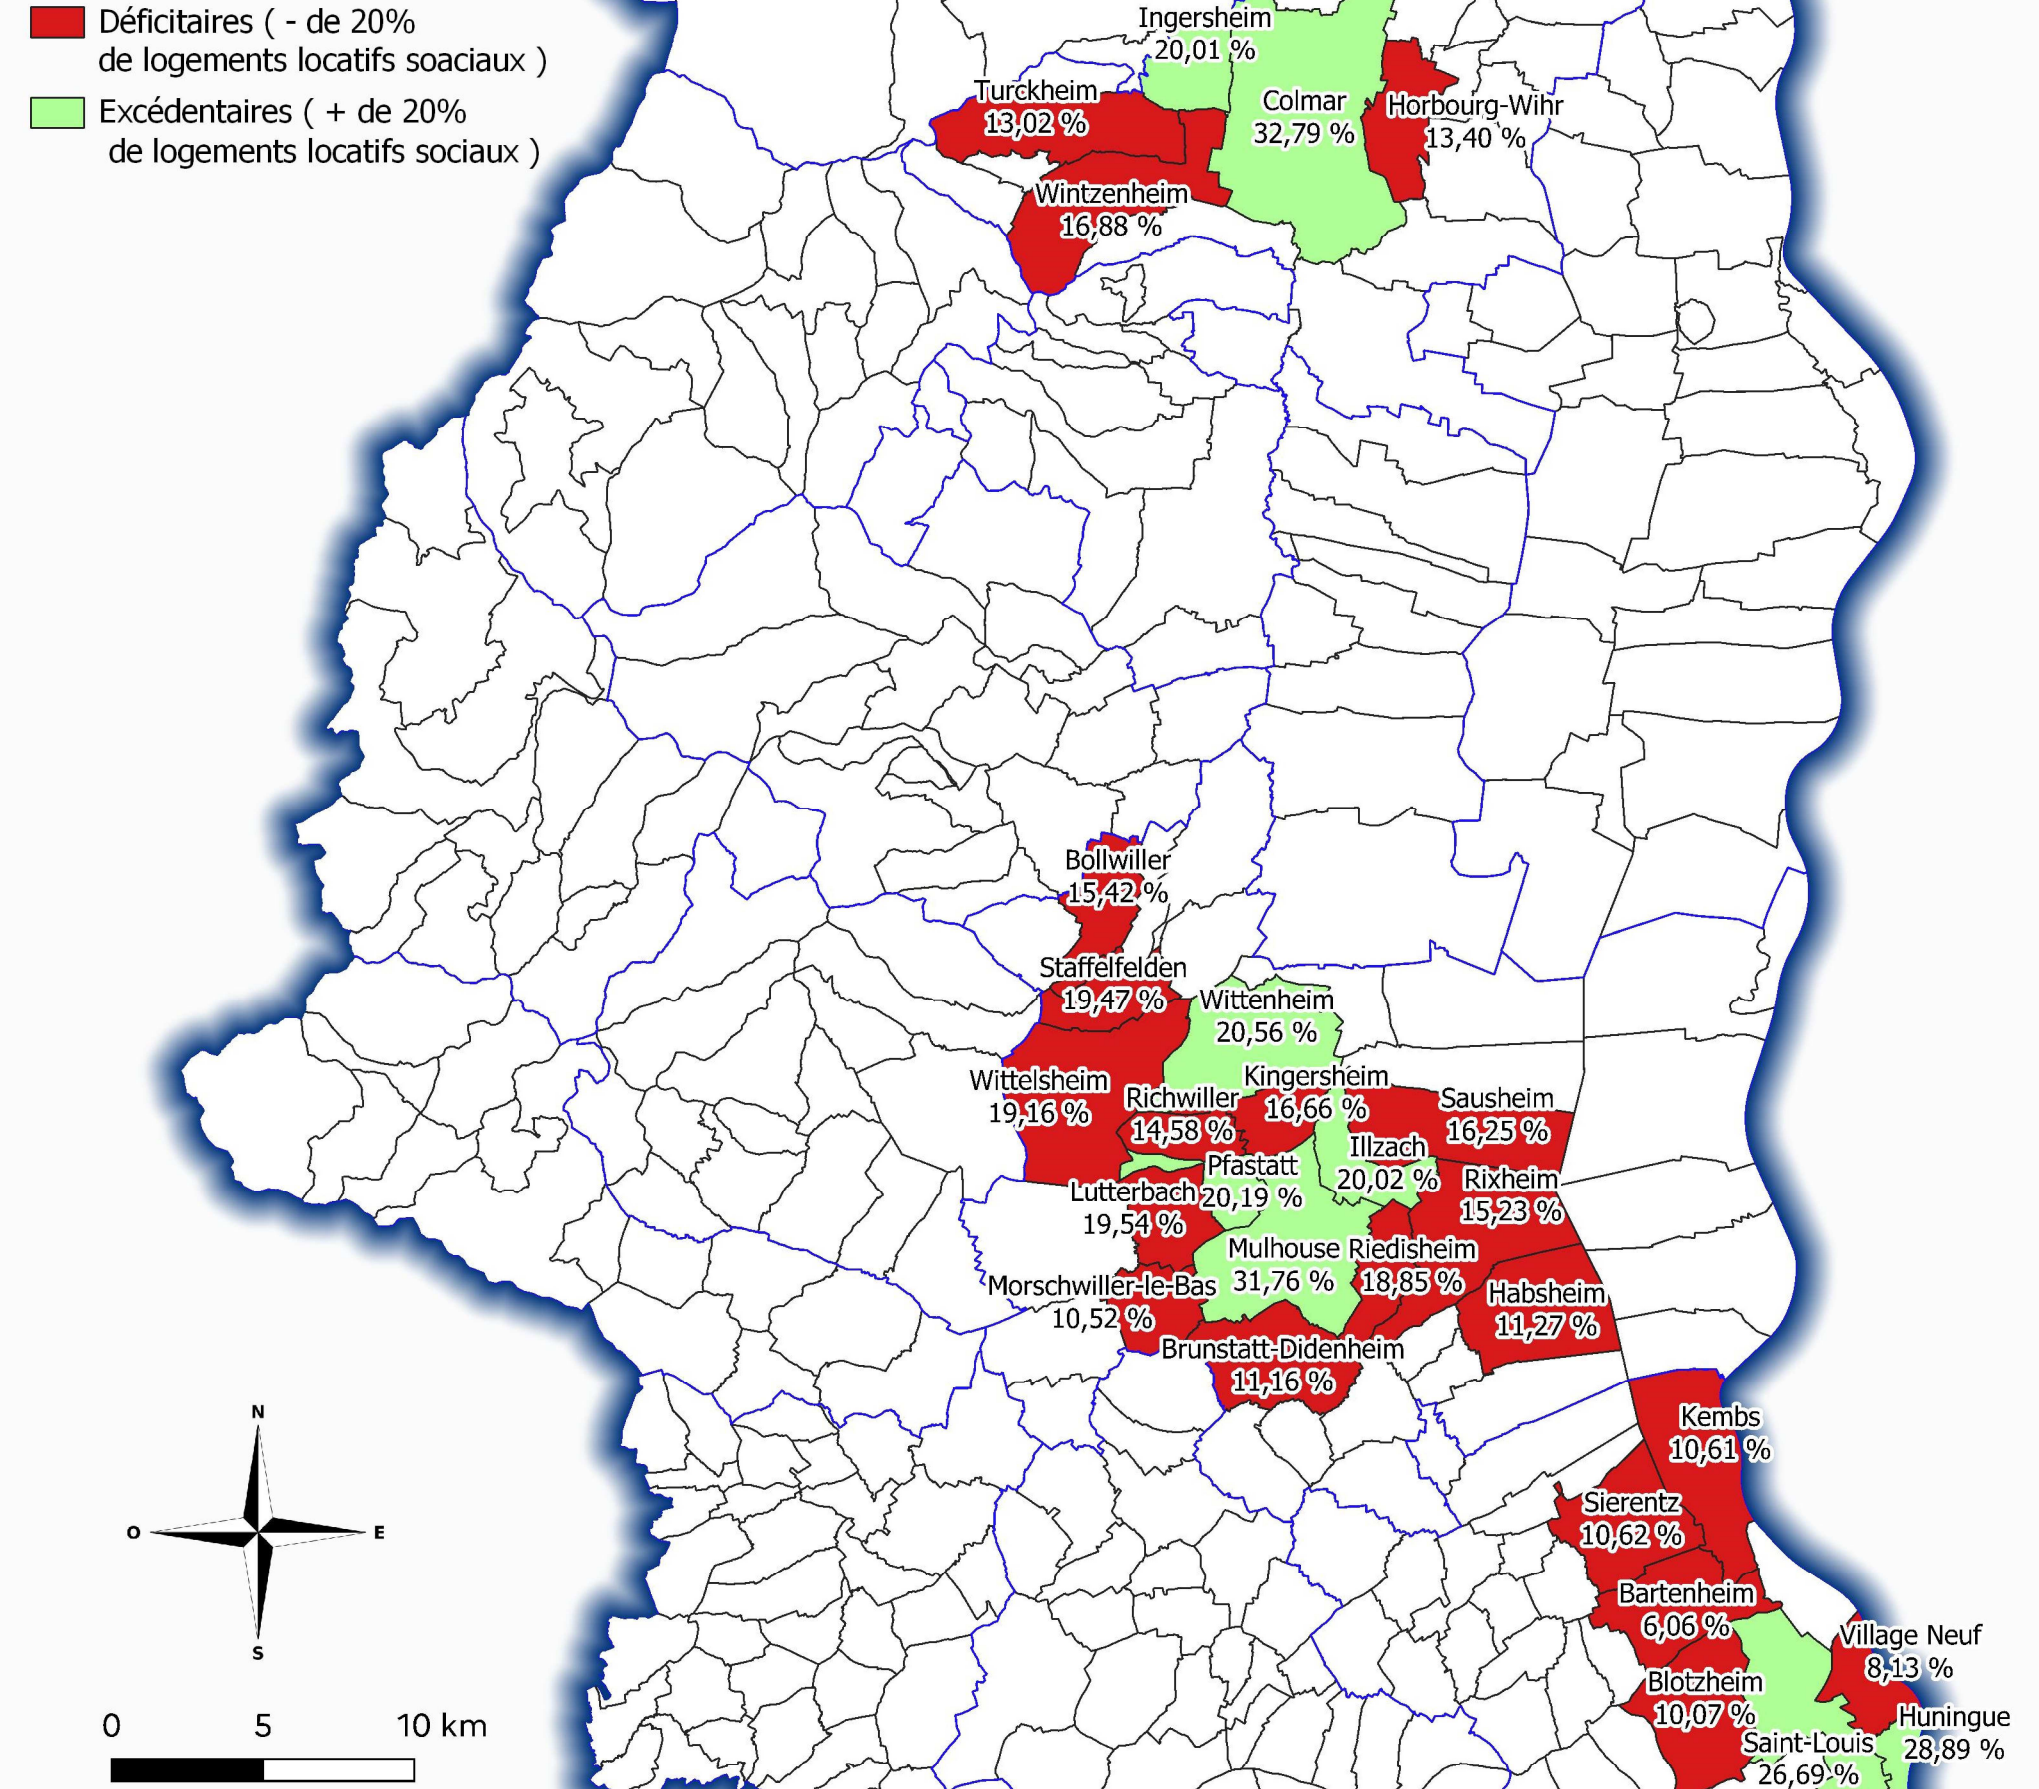 Déficitaires ( - de 20%
de logements locatifs soaciaux )
Excédentaires ( + de 20%
de logements locatifs sociaux )
Ingersheim
20,01 %
Turckheim
13,02 %
Colmar
32,79 %
Horbourg-Wihr
13,40 %
Wintzenheim
16,88 %
Bollwiller
15,42 %
Staffelfelden
19,47 %
Wittenheim
20,56 %
Wittelsheim
19,16 %
Kingersheim
16,66 %
Richwiller
14,58 %
Sausheim
16,25 %
Illzach
20,02 %
Pfastatt
20,19 %
Rixheim
15,23 %
Lutterbach
19,54 %
Mulhouse
31,76 %
Riedisheim
18,85 %
Morschwiller-le-Bas
10,52 %
Habsheim
11,27 %
Brunstatt-Didenheim
11,16 %
Kembs
10,61 %
Sierentz
10,62 %
Bartenheim
6,06 %
Village Neuf
8,13 %
Blotzheim
10,07 %
Huningue
28,89 %
Saint-Louis
26,69 %
N
O
E
S
0 5 10 km